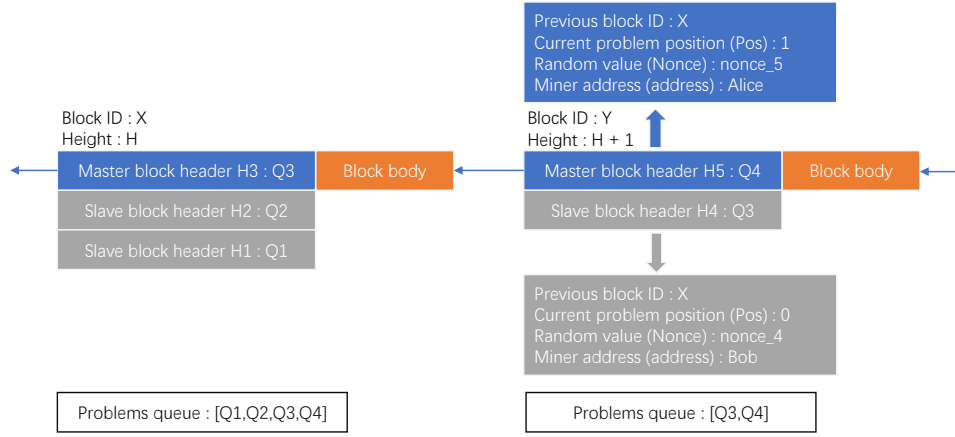 Previous block ID : X
Current problem position (Pos) : 1
Random value (Nonce) : nonce_5
Miner address (address) : Alice
Block ID : X
Height : H
Block ID : Y
Height : H + 1
Master block header H3 : Q3
Block body
Master block header H5 : Q4
Block body
Slave block header H2 : Q2
Slave block header H4 : Q3
Slave block header H1 : Q1
Previous block ID : X
Current problem position (Pos) : 0
Random value (Nonce) : nonce_4
Miner address (address) : Bob
Problems queue : [Q1,Q2,Q3,Q4]
Problems queue : [Q3,Q4]